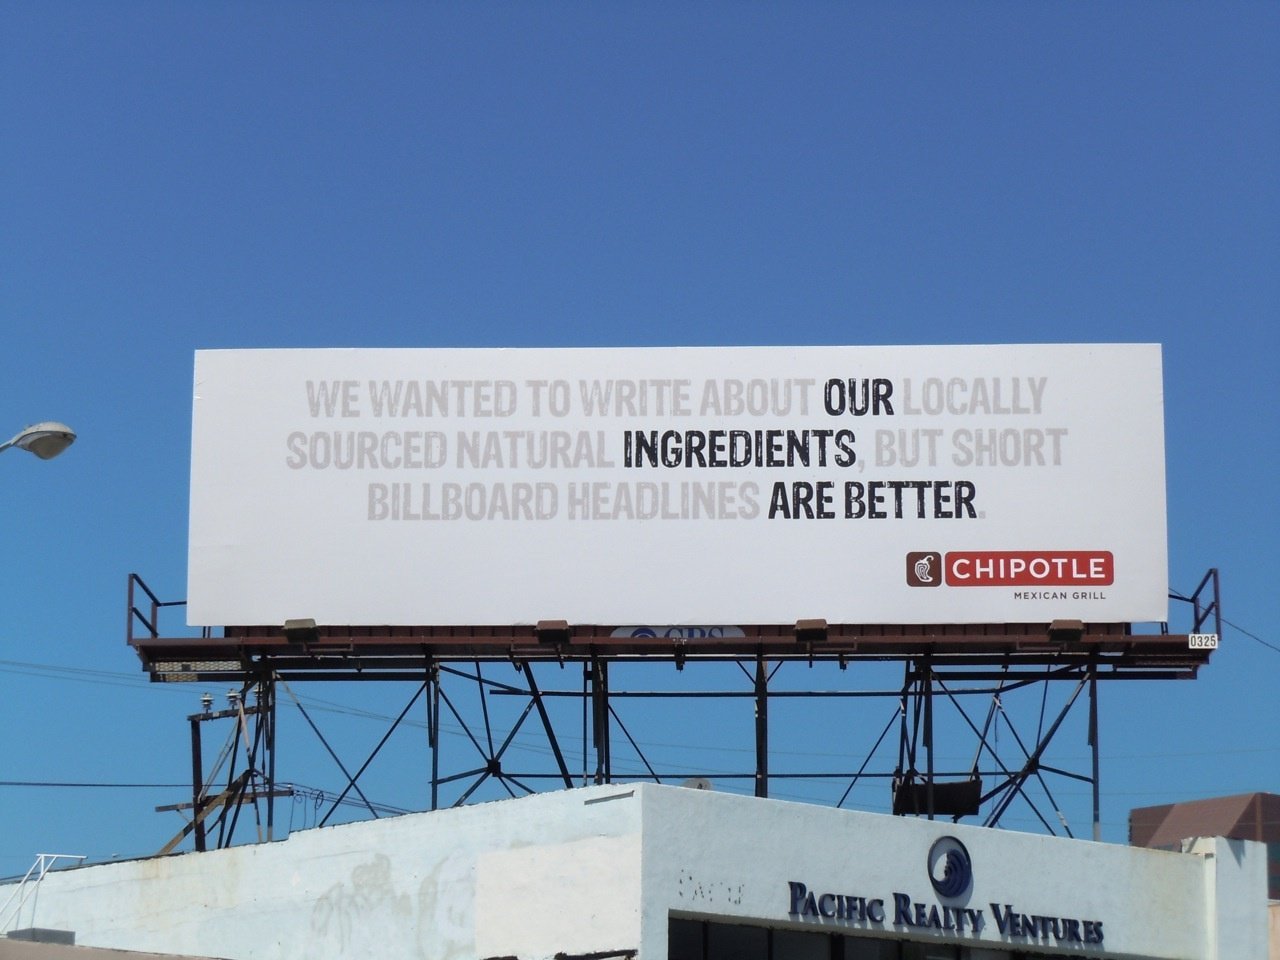 WE WANTED TO WRITE ABOUT OUR LOCALLY
SOURCED NATURAL INGREDIENTS, BUT SHORT
BILLBOARD HEADLINES ARE BETTER.
CHIPOTLE
MEXICAN GRILL
CBS
0325
PACIFIC REALTY VENTURES